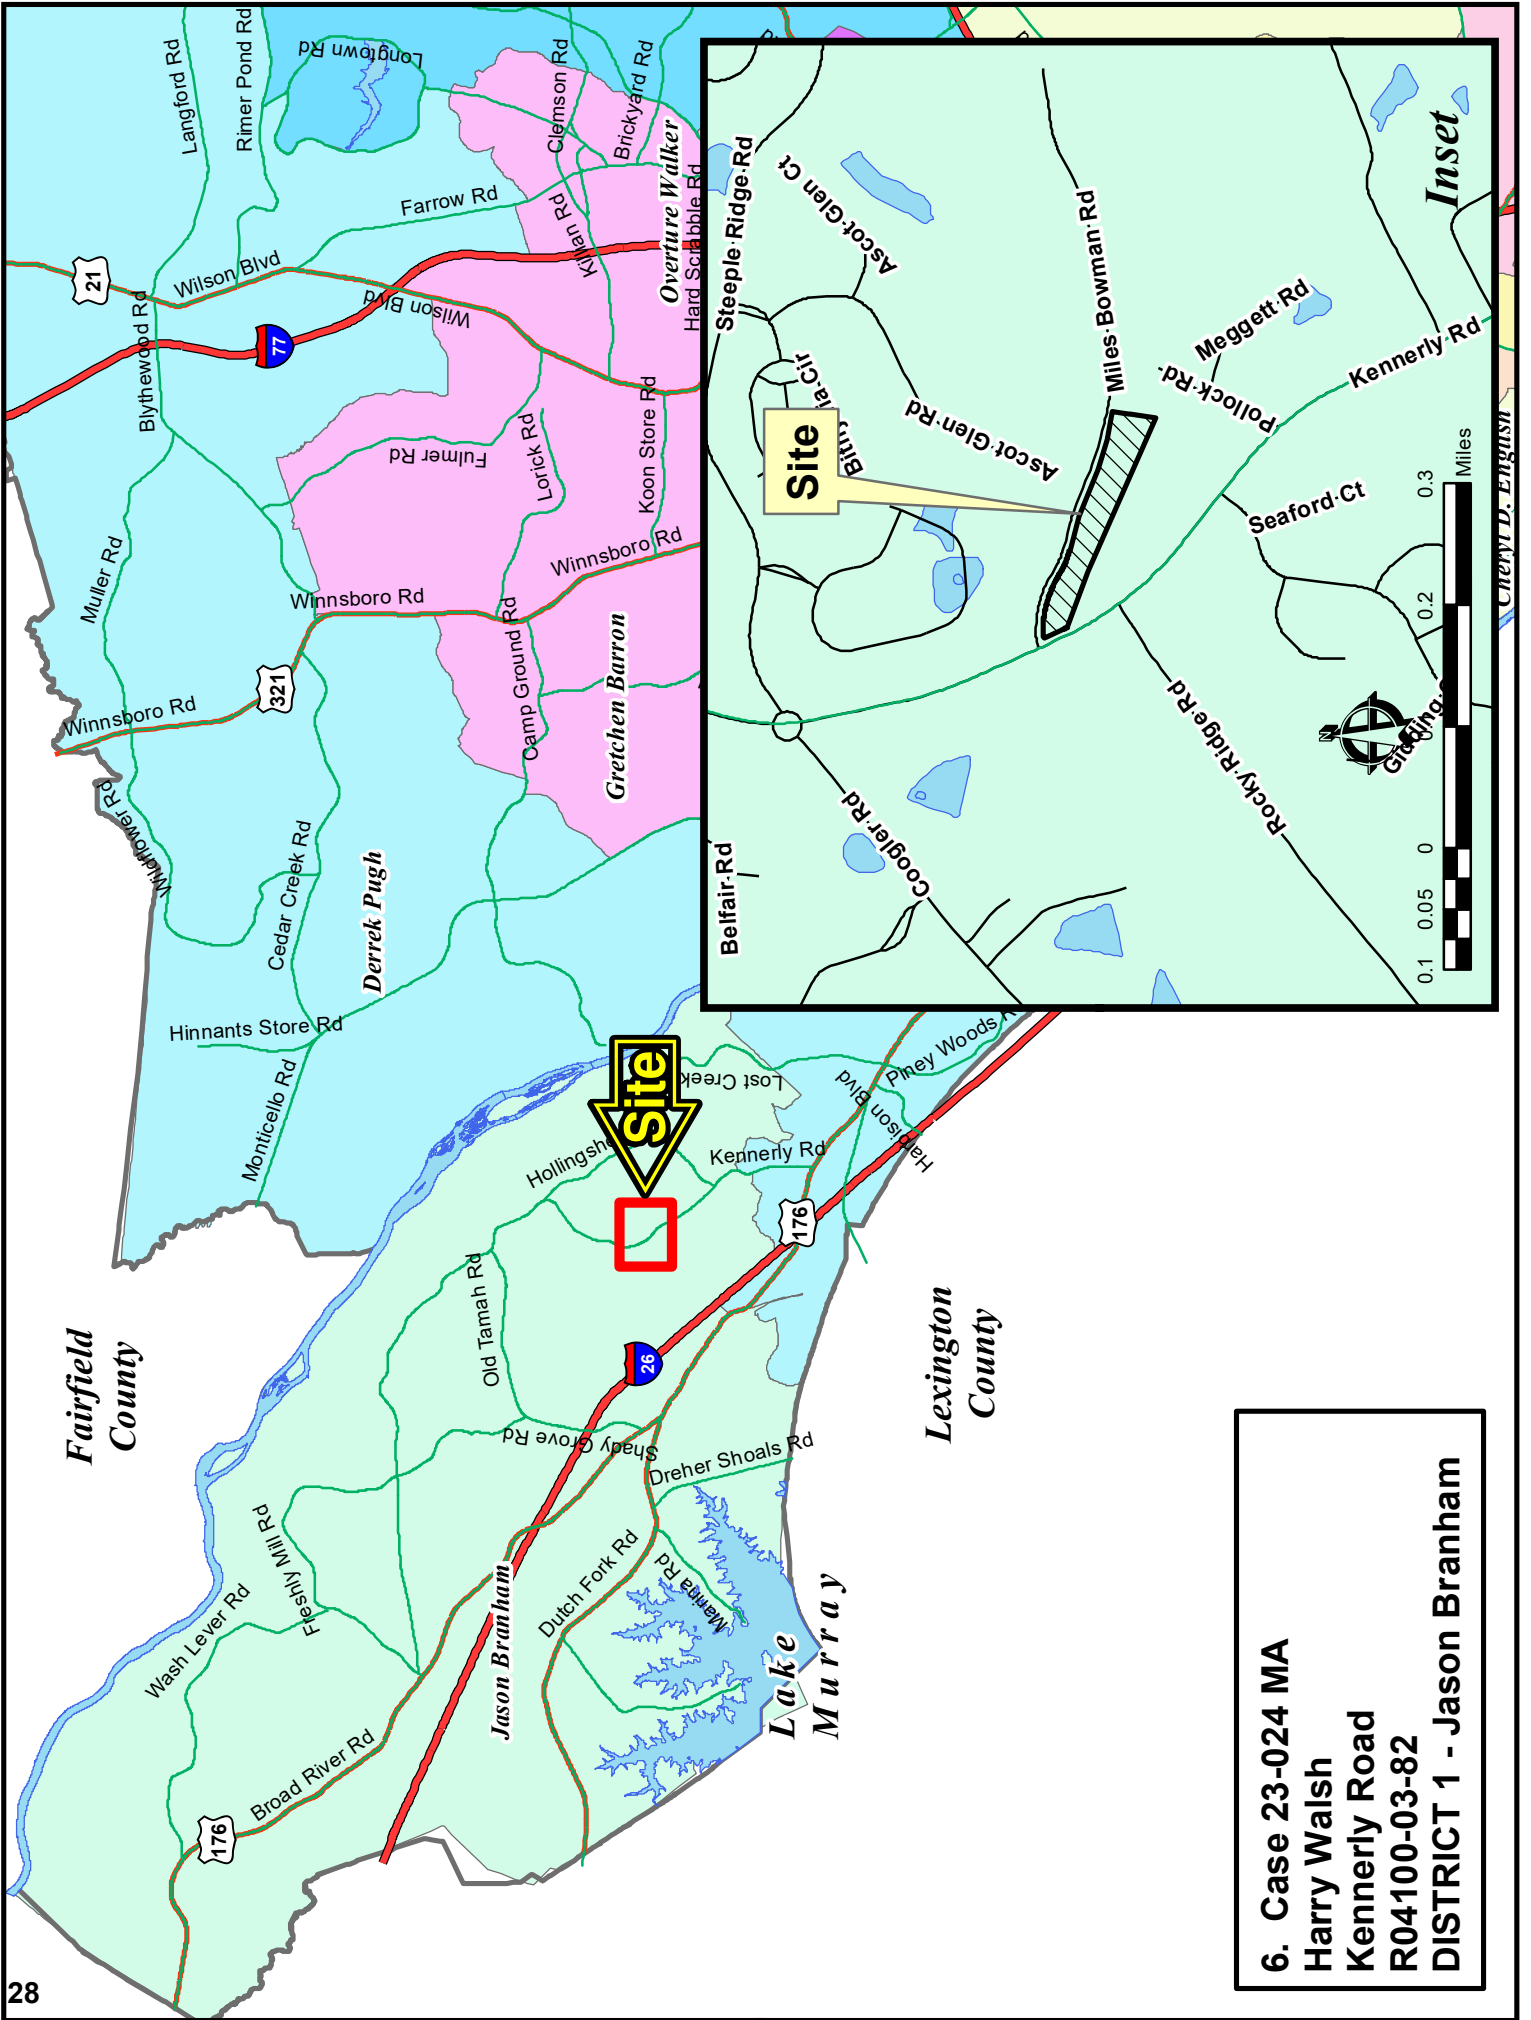 28
Fairfield
County
Lexington
County
Lake
Murray
Jason Branham
Derrek Pugh
Gretchen Barron
Overture Walker
Cheryl D. English
176
Broad River Rd
Wash Lever Rd
Freshly Mill Rd
Dutch Fork Rd
Marina Rd
Dreher Shoals Rd
Shady Grove Rd
Old Tamah Rd
26
176
Site
Kennerly Rd
Lost Creek
Harbison Blvd
Piney Woods
Monticello Rd
Hinnants Store Rd
Cedar Creek Rd
Wildflower Rd
Winnsboro Rd
321
Muller Rd
Winnsboro Rd
Camp Ground Rd
Winnsboro Rd
Koon Store Rd
Lorick Rd
Fulmer Rd
Blythewood Rd
77
21
Wilson Blvd
Wilson Blvd
Langford Rd
Rimer Pond Rd
Longtown Rd
Farrow Rd
Killian Rd
Clemson Rd
Brickyard Rd
Hard Scrabble Rd
Inset
Site
Steeple Ridge Rd
Ascot Glen Ct
Ascot Glen Rd
Miles Bowman Rd
Meggett Rd
Pollock Rd
Kennerly Rd
Seaford Ct
Rocky Ridge Rd
Coogler Rd
Belfair Rd
N
0.1 0.05 0 0.2 0.3
Miles
6. Case 23-024 MA
Harry Walsh
Kennerly Road
R04100-03-82
DISTRICT 1 - Jason Branham